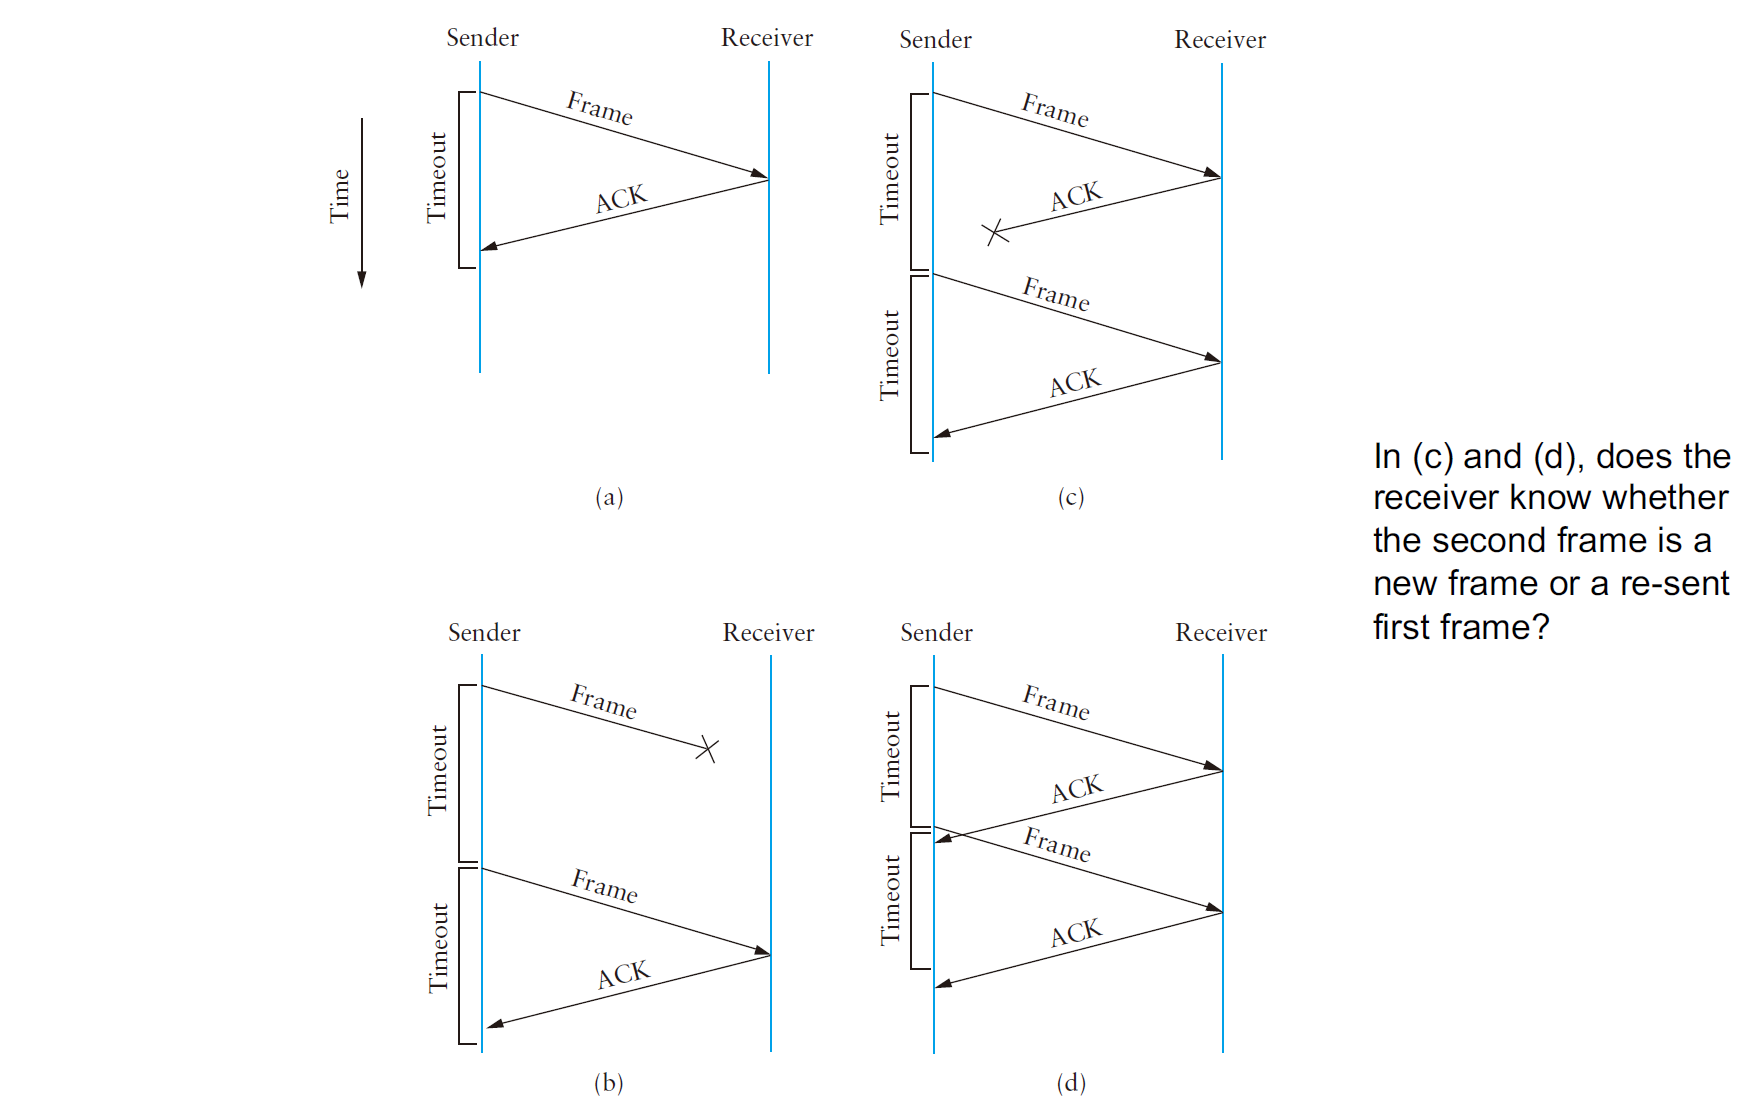 Sender
Receiver
Time
Timeout
Frame
ACK
(a)
Sender
Receiver
Timeout
Frame
ACK
Timeout
Frame
ACK
(c)
In (c) and (d), does the
receiver know whether
the second frame is a
new frame or a re-sent
first frame?
Sender
Receiver
Timeout
Frame
Timeout
Frame
ACK
(b)
Sender
Receiver
Timeout
Frame
ACK
Timeout
Frame
ACK
(d)